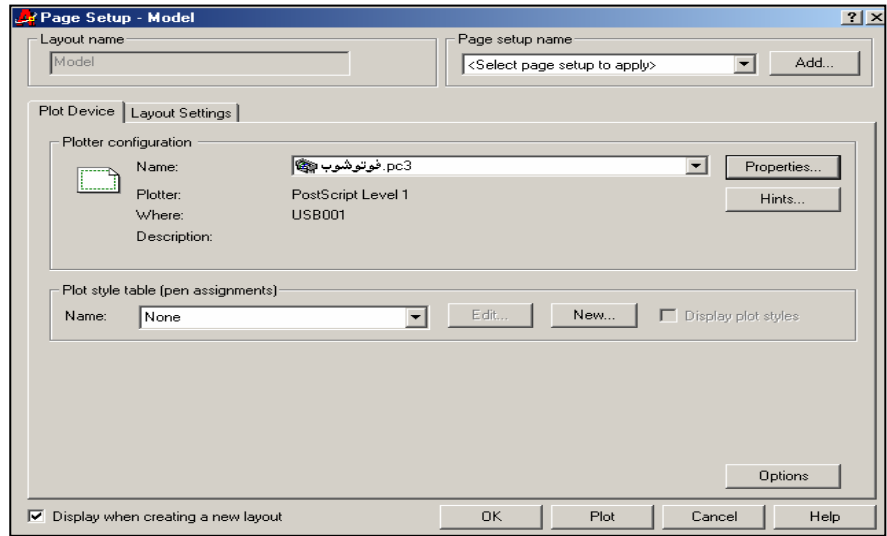 Page Setup - Model
Layout name
Model
Page setup name
<Select page setup to apply>
Add...
Plot Device
Layout Settings
Plotter configuration
Name:
فوتوشوب.pc3
Properties...
Plotter:
PostScript Level 1
Hints...
Where:
USB001
Description:
Plot style table (pen assignments)
Name:
None
Edit...
New...
Display plot styles
Options
Display when creating a new layout
OK
Plot
Cancel
Help